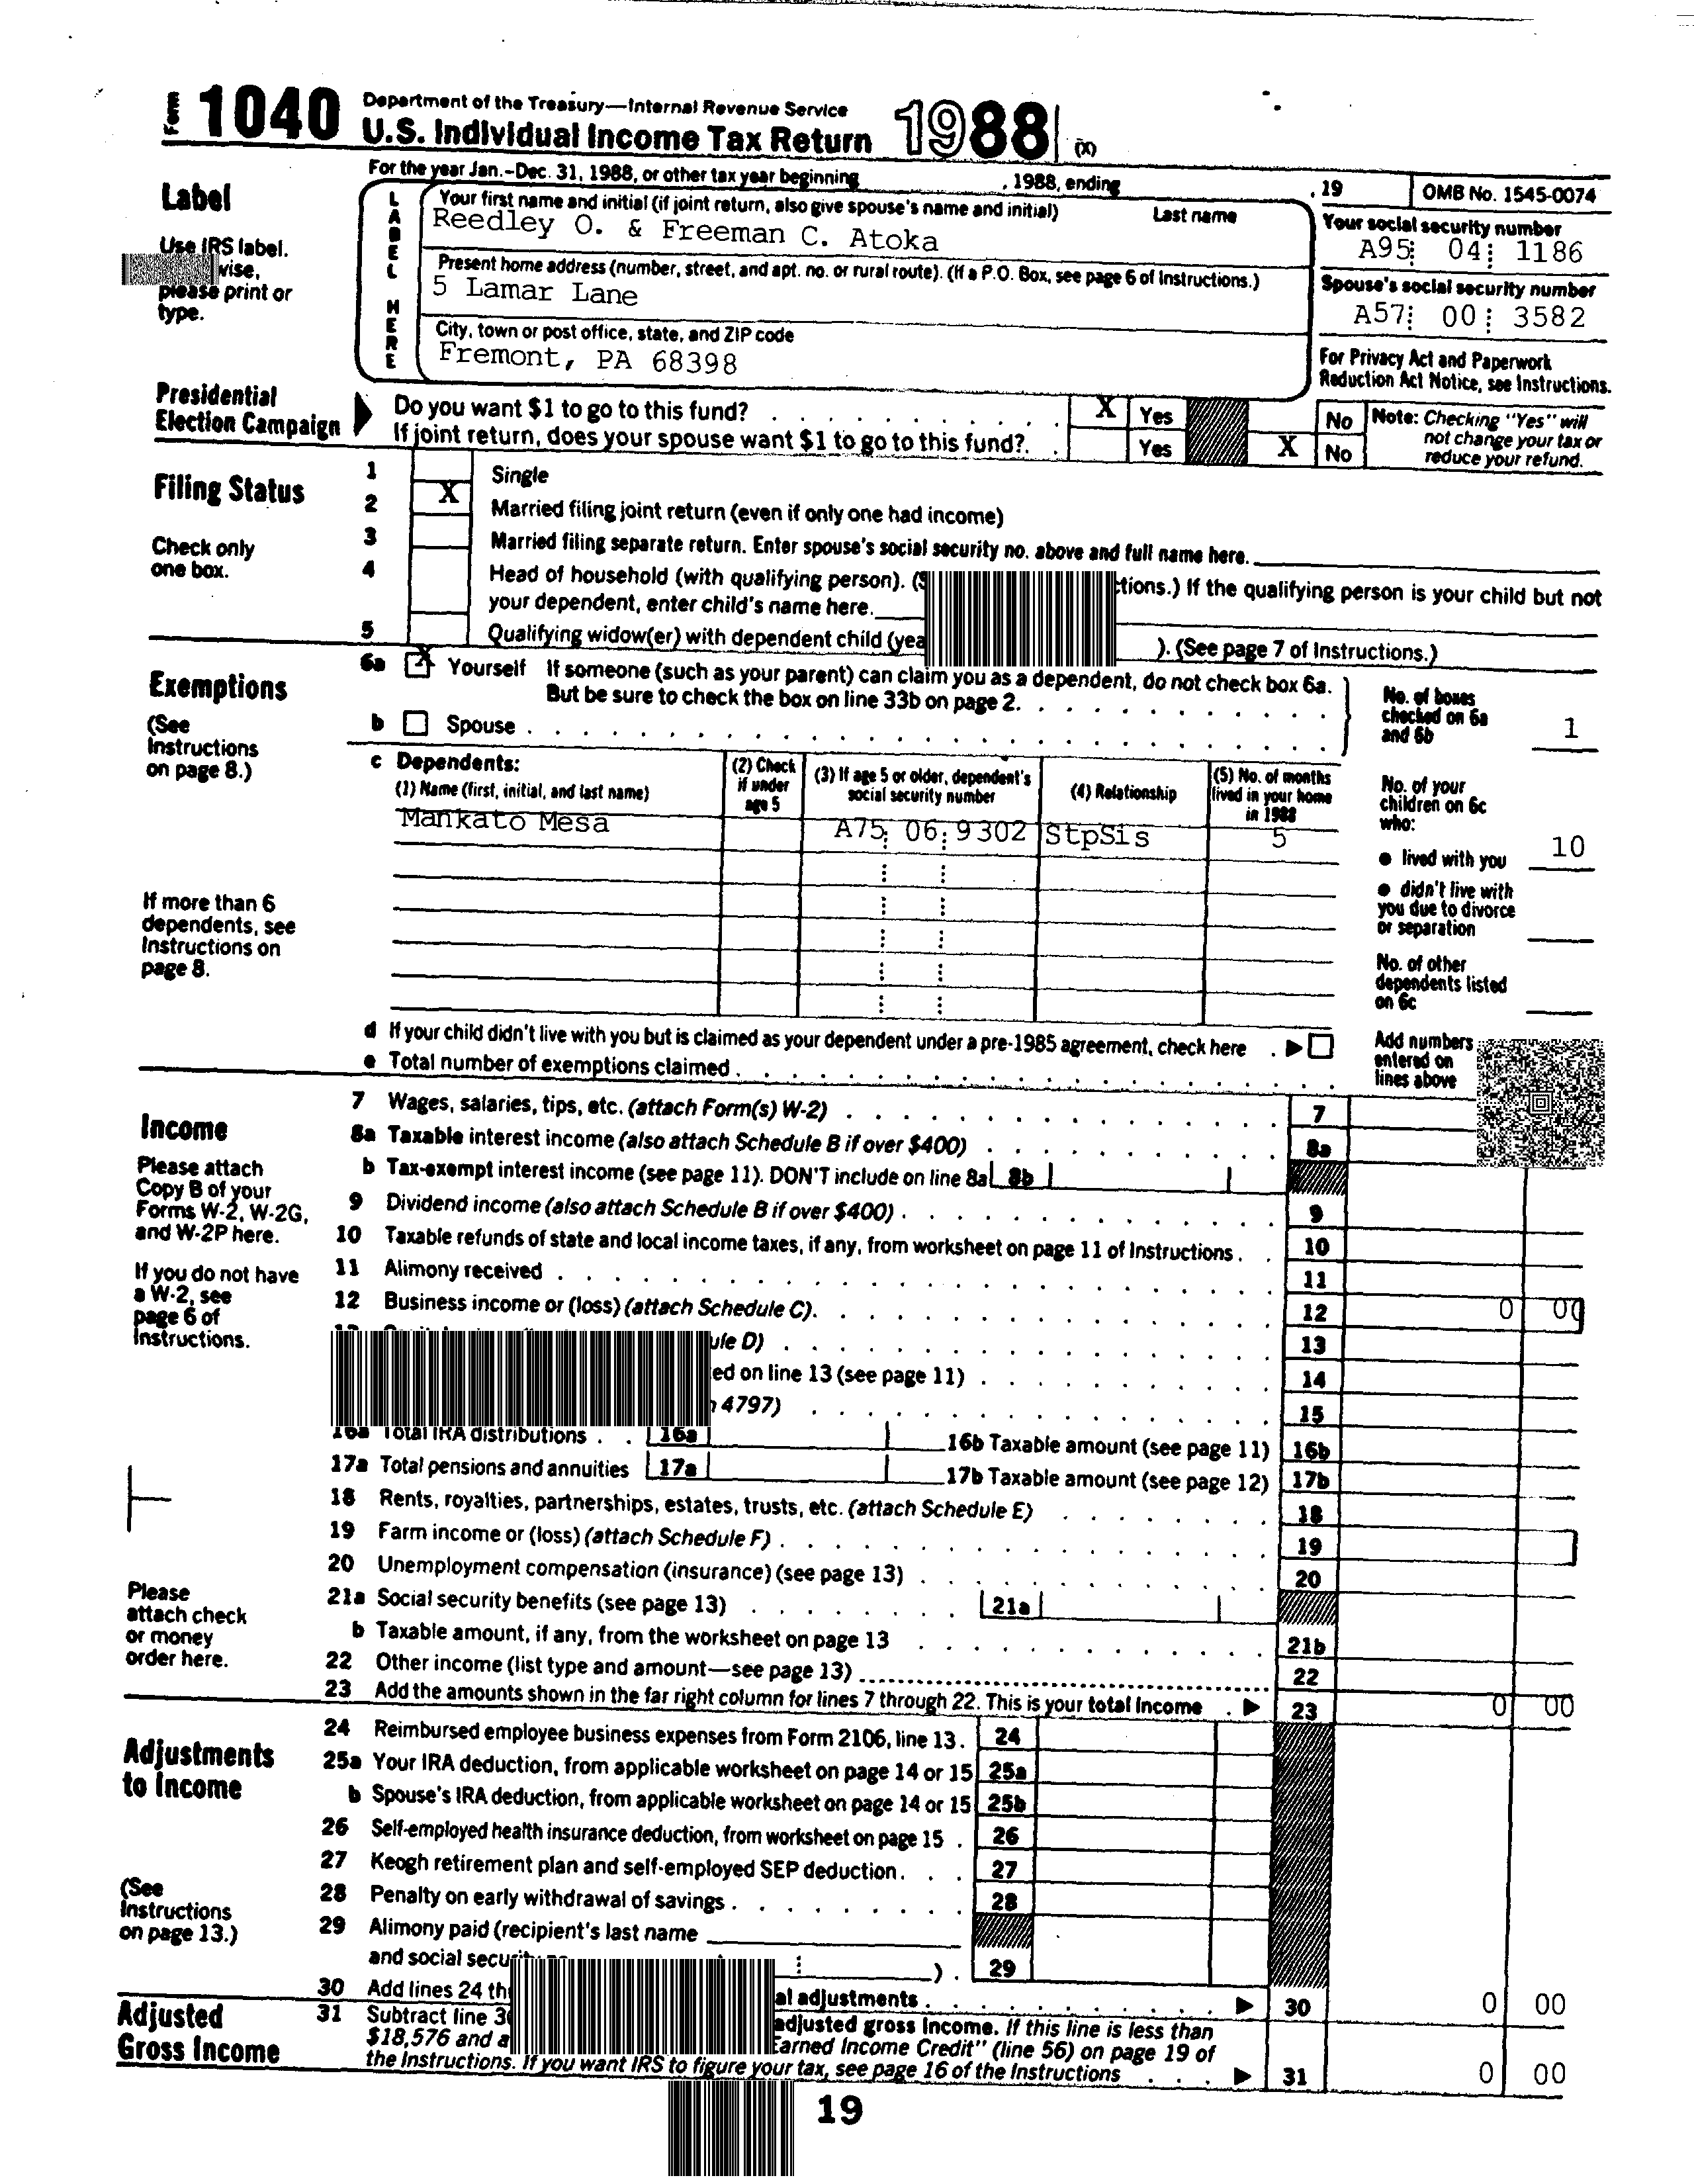 Form 1040 Department of the Treasury—Internal Revenue Service
U.S. Individual Income Tax Return 1988 (X)
For the year Jan.–Dec. 31, 1988, or other tax year beginning , 1988, ending , 19 OMB No. 1545-0074
Label
Use IRS label.
please print or
type.
LABEL HERE
Your first name and initial (if joint return, also give spouse's name and initial) Last name
Reedley O. & Freeman C. Atoka
Present home address (number, street, and apt. no. or rural route). (If a P.O. Box, see page 6 of Instructions.)
5 Lamar Lane
City, town or post office, state, and ZIP code
Fremont, PA 68398
Your social security number
A95 04 1186
Spouse's social security number
A57 00 3582
For Privacy Act and Paperwork
Reduction Act Notice, see Instructions.
Presidential
Election Campaign
Do you want $1 to go to this fund? X Yes No
If joint return, does your spouse want $1 to go to this fund?. Yes X No
Note: Checking "Yes" will
not change your tax or
reduce your refund.
Filing Status
Check only
one box.
1 Single
2 X Married filing joint return (even if only one had income)
3 Married filing separate return. Enter spouse's social security no. above and full name here.
4 Head of household (with qualifying person). ( If the qualifying person is your child but not
your dependent, enter child's name here.
5 Qualifying widow(er) with dependent child ( ). (See page 7 of Instructions.)
Exemptions
(See
Instructions
on page 8.)
If more than 6
dependents, see
Instructions on
page 8.
6a X Yourself If someone (such as your parent) can claim you as a dependent, do not check box 6a.
But be sure to check the box on line 33b on page 2.
b Spouse
No. of boxes
checked on 6a
and 6b 1
c Dependents:
(1) Name (first, initial, and last name)
(2) Check
if under
age 5
(3) If age 5 or older, dependent's
social security number
(4) Relationship
(5) No. of months
lived in your home
in 1988
Mankato Mesa A75 06 9302 StpSis 5
No. of your
children on 6c
who:
● lived with you 10
● didn't live with
you due to divorce
or separation
No. of other
dependents listed
on 6c
d If your child didn't live with you but is claimed as your dependent under a pre-1985 agreement, check here
e Total number of exemptions claimed
Add numbers
entered on
lines above
Income
Please attach
Copy B of your
Forms W-2, W-2G,
and W-2P here.
If you do not have
a W-2, see
page 6 of
Instructions.
Please
attach check
or money
order here.
7 Wages, salaries, tips, etc. (attach Form(s) W-2) 7
8a Taxable interest income (also attach Schedule B if over $400) 8a
b Tax-exempt interest income (see page 11). DON'T include on line 8a 8b
9 Dividend income (also attach Schedule B if over $400) 9
10 Taxable refunds of state and local income taxes, if any, from worksheet on page 11 of Instructions 10
11 Alimony received 11
12 Business income or (loss) (attach Schedule C). 12 0 00
D) 13
on line 13 (see page 11) 14
4797) 15
16a Total IRA distributions 16a 16b Taxable amount (see page 11) 16b
17a Total pensions and annuities 17a 17b Taxable amount (see page 12) 17b
18 Rents, royalties, partnerships, estates, trusts, etc. (attach Schedule E) 18
19 Farm income or (loss) (attach Schedule F) 19
20 Unemployment compensation (insurance) (see page 13) 20
21a Social security benefits (see page 13) 21a
b Taxable amount, if any, from the worksheet on page 13 21b
22 Other income (list type and amount—see page 13) 22
23 Add the amounts shown in the far right column for lines 7 through 22. This is your total income 23 0 00
Adjustments
to Income
(See
Instructions
on page 13.)
24 Reimbursed employee business expenses from Form 2106, line 13. 24
25a Your IRA deduction, from applicable worksheet on page 14 or 15 25a
b Spouse's IRA deduction, from applicable worksheet on page 14 or 15 25b
26 Self-employed health insurance deduction, from worksheet on page 15 26
27 Keogh retirement plan and self-employed SEP deduction 27
28 Penalty on early withdrawal of savings 28
29 Alimony paid (recipient's last name
and social ). 29
30 Add lines 24 adjustments 30 0 00
Adjusted
Gross Income
31 Subtract line adjusted gross income. If this line is less than
$18,576 and Earned Income Credit" (line 56) on page 19 of
the Instructions. If you want IRS to figure your tax, see page 16 of the Instructions 31 0 00
19